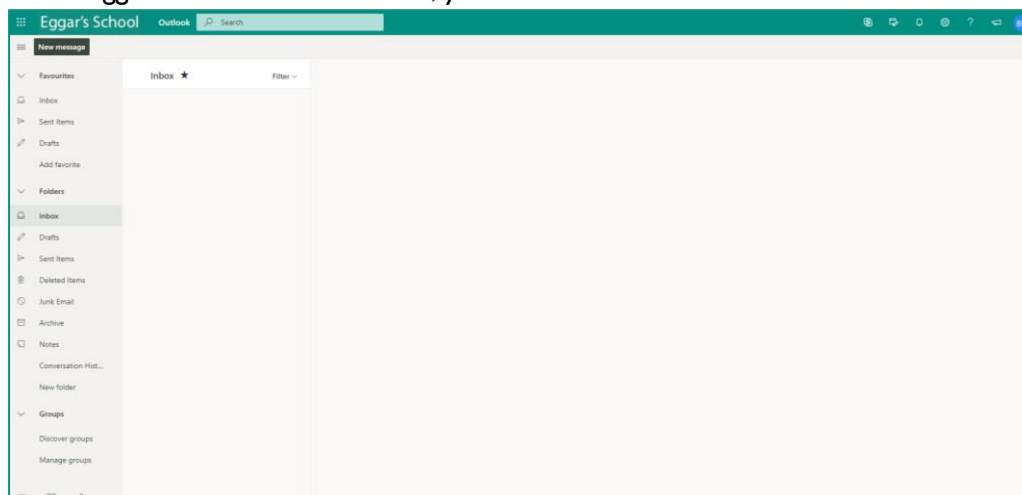 Eggar's School Outlook Search
New message
Favourites
Inbox
Sent Items
Drafts
Add favorite
Folders
Inbox
Drafts
Sent Items
Deleted Items
Junk Email
Archive
Notes
Conversation Hist...
New folder
Groups
Discover groups
Manage groups
Inbox ★ Filter